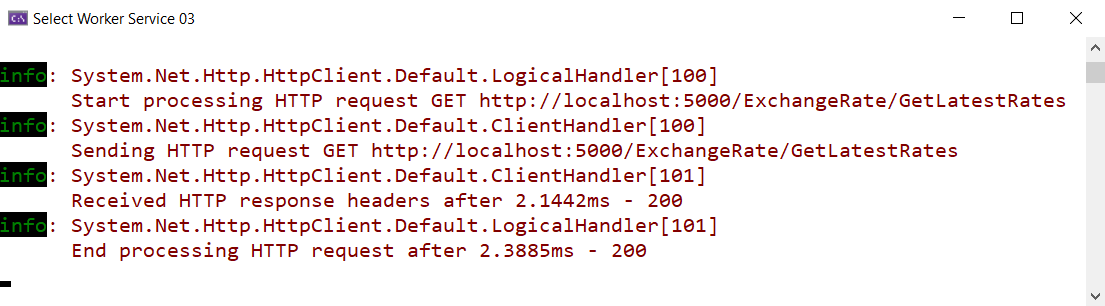 Select Worker Service 03
info: System.Net.Http.HttpClient.Default.LogicalHandler[100]
Start processing HTTP request GET http://localhost:5000/ExchangeRate/GetLatestRates
info: System.Net.Http.HttpClient.Default.ClientHandler[100]
Sending HTTP request GET http://localhost:5000/ExchangeRate/GetLatestRates
info: System.Net.Http.HttpClient.Default.ClientHandler[101]
Received HTTP response headers after 2.1442ms - 200
info: System.Net.Http.HttpClient.Default.LogicalHandler[101]
End processing HTTP request after 2.3885ms - 200